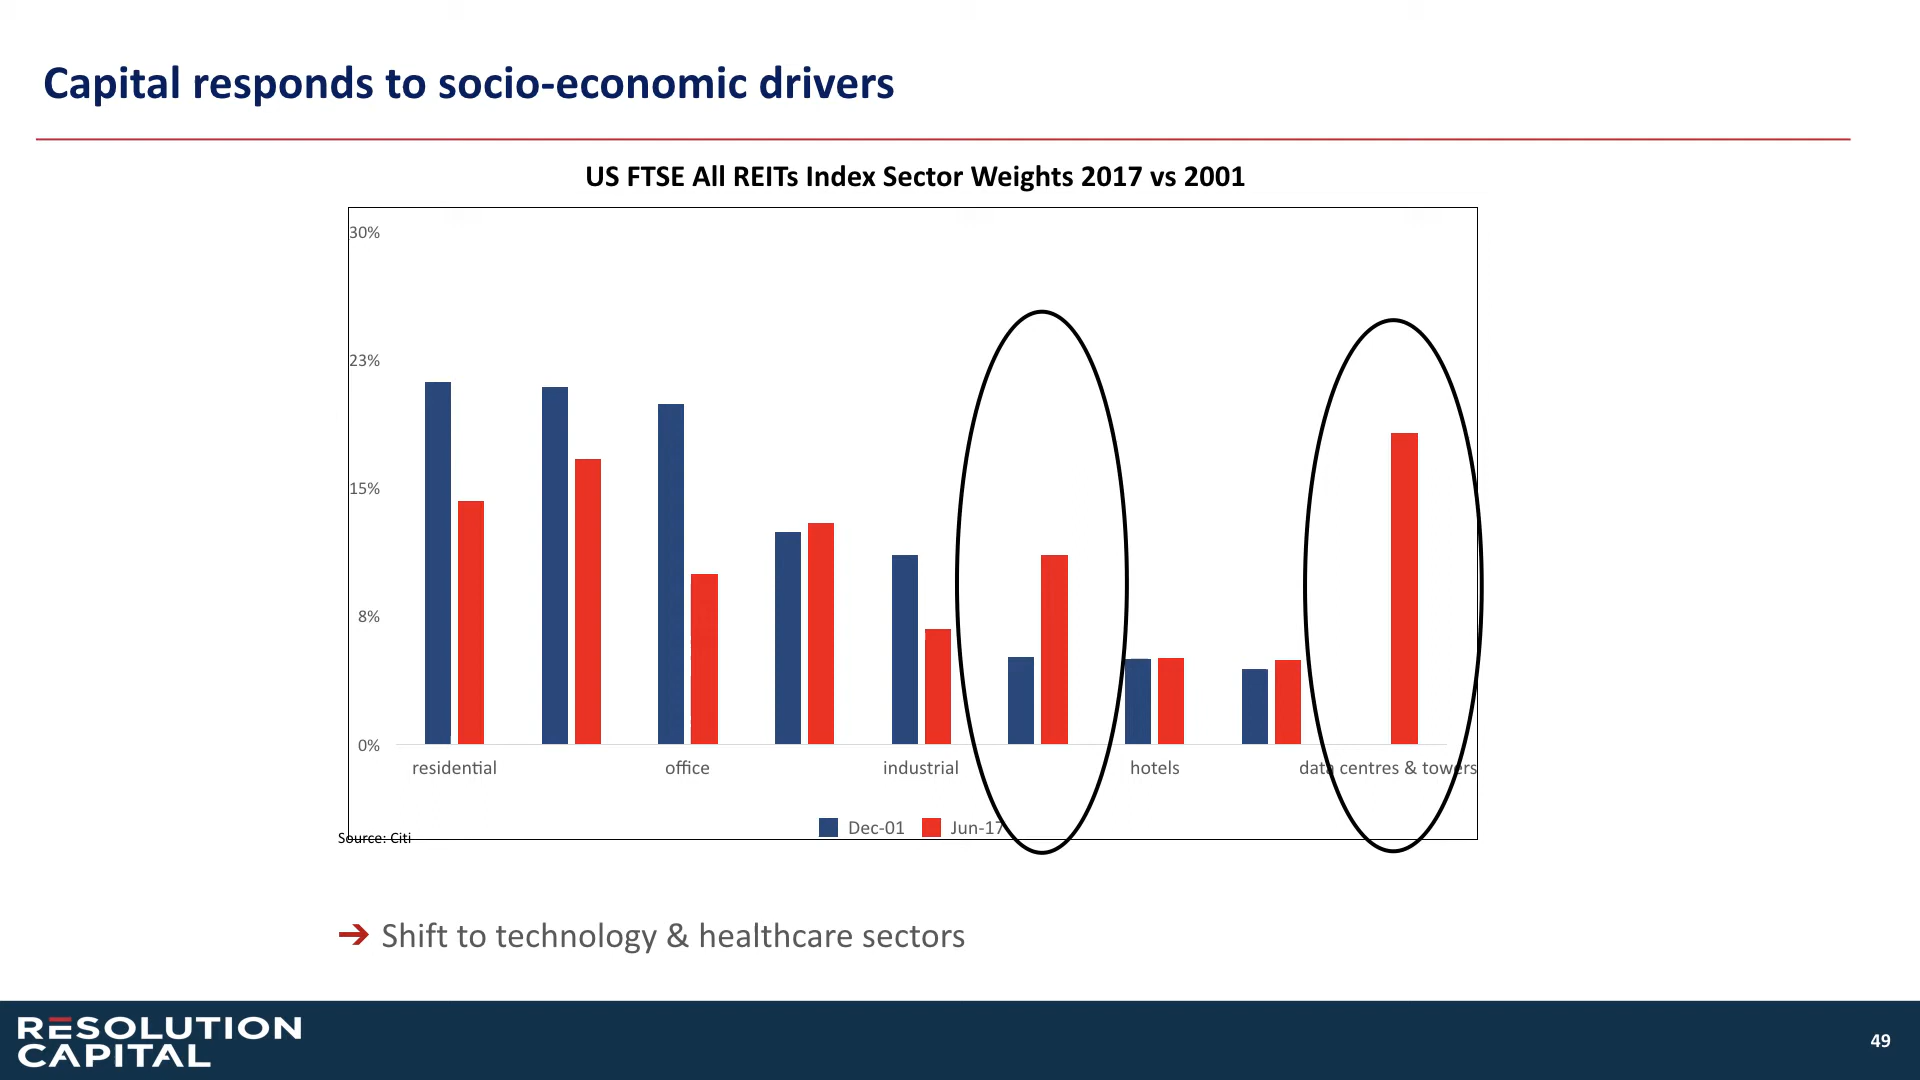 Capital responds to socio-economic drivers
US FTSE All REITs Index Sector Weights 2017 vs 2001
30%
23%
15%
8%
0%
residential office industrial hotels data centres & towers
Dec-01 Jun-17
Source: Citi
➔ Shift to technology & healthcare sectors
RESOLUTION
CAPITAL
49